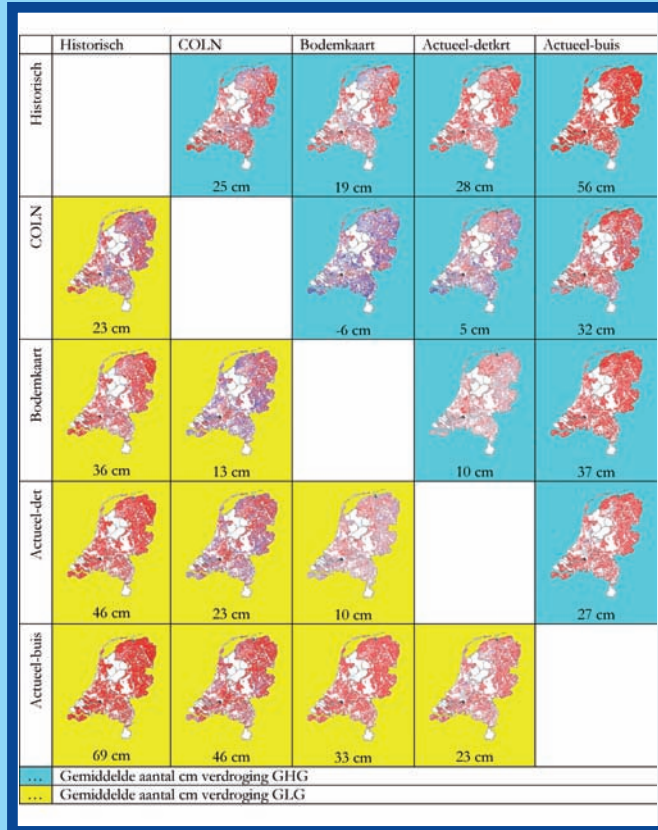 Historisch COLN Bodemkaart Actueel-detkrt Actueel-buis
Historisch
25 cm 19 cm 28 cm 56 cm
COLN
23 cm -6 cm 5 cm 32 cm
Bodemkaart
36 cm 13 cm 10 cm 37 cm
Actueel-det
46 cm 23 cm 10 cm 27 cm
Actueel-buis
69 cm 46 cm 33 cm 23 cm
… Gemiddelde aantal cm verdroging GHG
… Gemiddelde aantal cm verdroging GLG